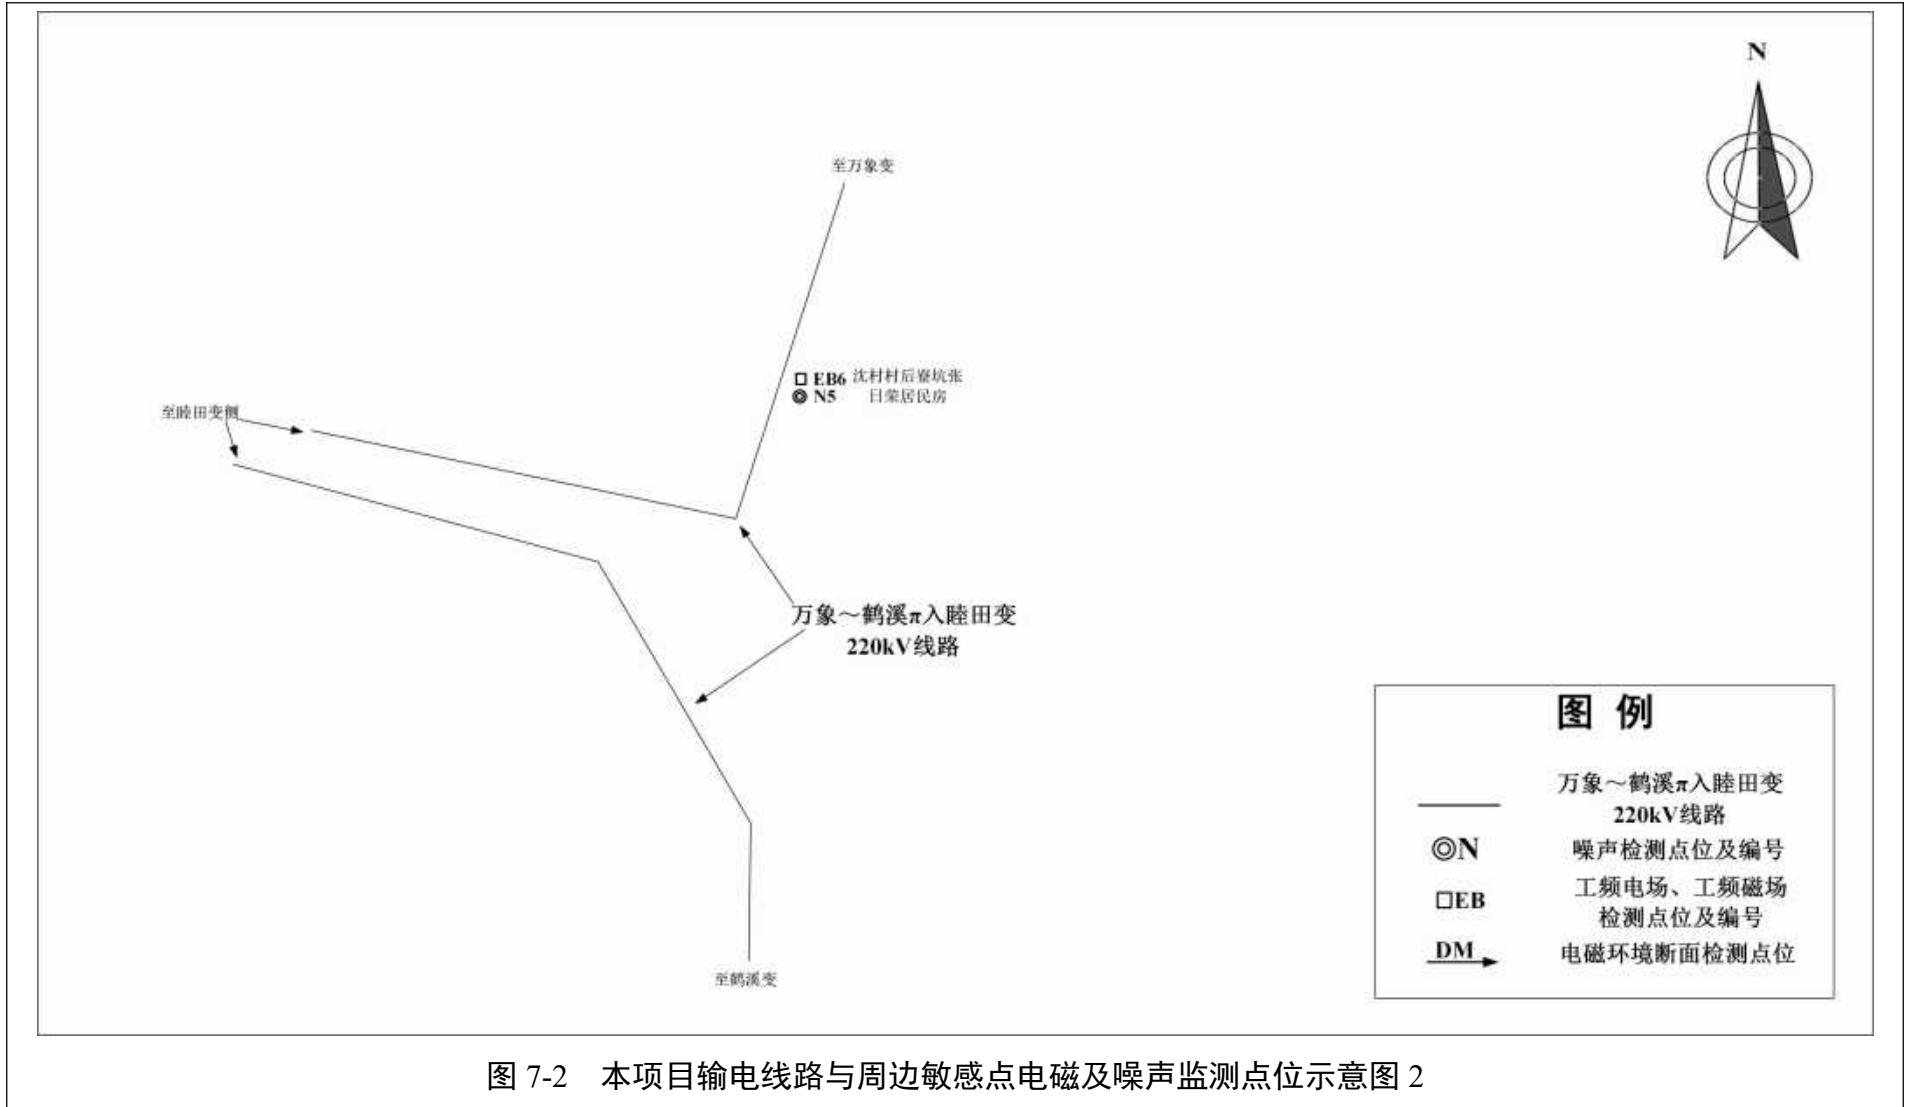 N
至万象变
EB6 沈村村后寮坑张
N5 日荣居民房
至睦田变侧
万象～鹤溪π入睦田变
220kV线路
至鹤溪变
图 例
万象～鹤溪π入睦田变
220kV线路
N 噪声检测点位及编号
EB 工频电场、工频磁场
检测点位及编号
DM 电磁环境断面检测点位
图 7-2 本项目输电线路与周边敏感点电磁及噪声监测点位示意图 2